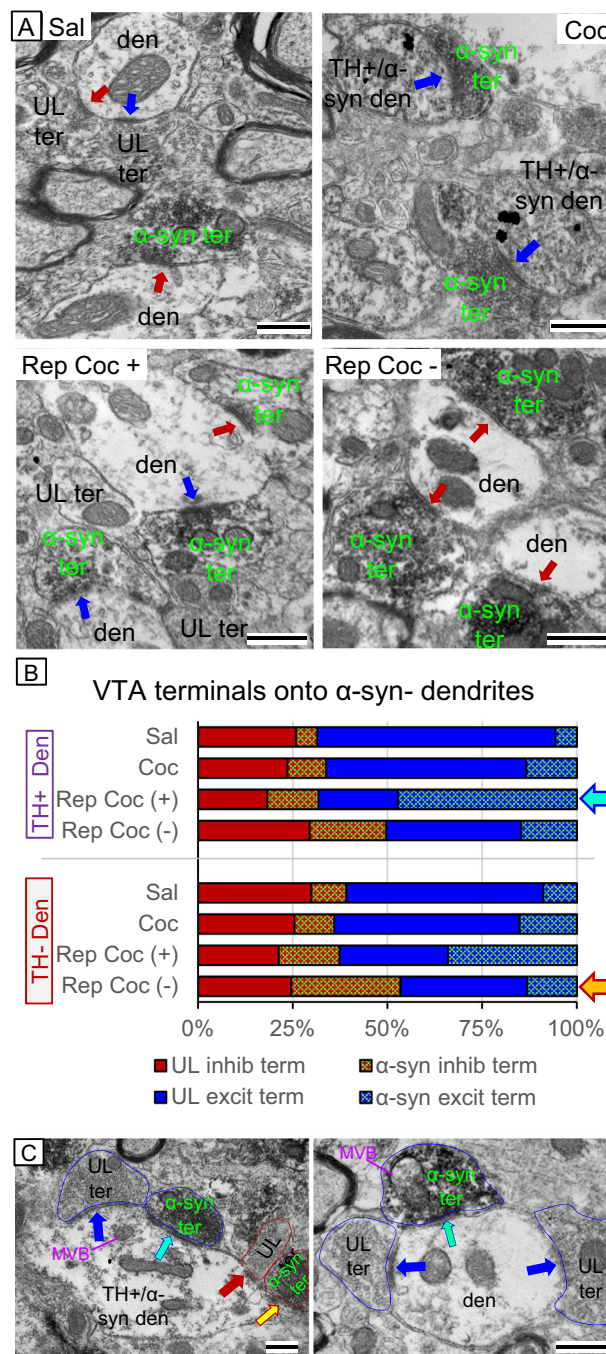 A Sal
den
UL
ter
UL
ter
α-syn ter
den
Coc
α-syn
ter
TH+/α-
syn den
TH+/α-
syn den
α-syn
ter
Rep Coc +
α-syn
ter
den
UL ter
α-syn
ter
α-syn
ter
den
UL ter
Rep Coc -
α-syn
ter
den
α-syn
ter
den
α-syn
ter
B
VTA terminals onto α-syn- dendrites
TH+ Den
Sal
Coc
Rep Coc (+)
Rep Coc (-)
TH- Den
Sal
Coc
Rep Coc (+)
Rep Coc (-)
0% 25% 50% 75% 100%
UL inhib term α-syn inhib term
UL excit term α-syn excit term
C
UL
ter
α-syn
ter
MVB
UL
α-syn
ter
TH+/α-
syn den
MVB
α-syn
ter
UL
ter
UL
ter
den